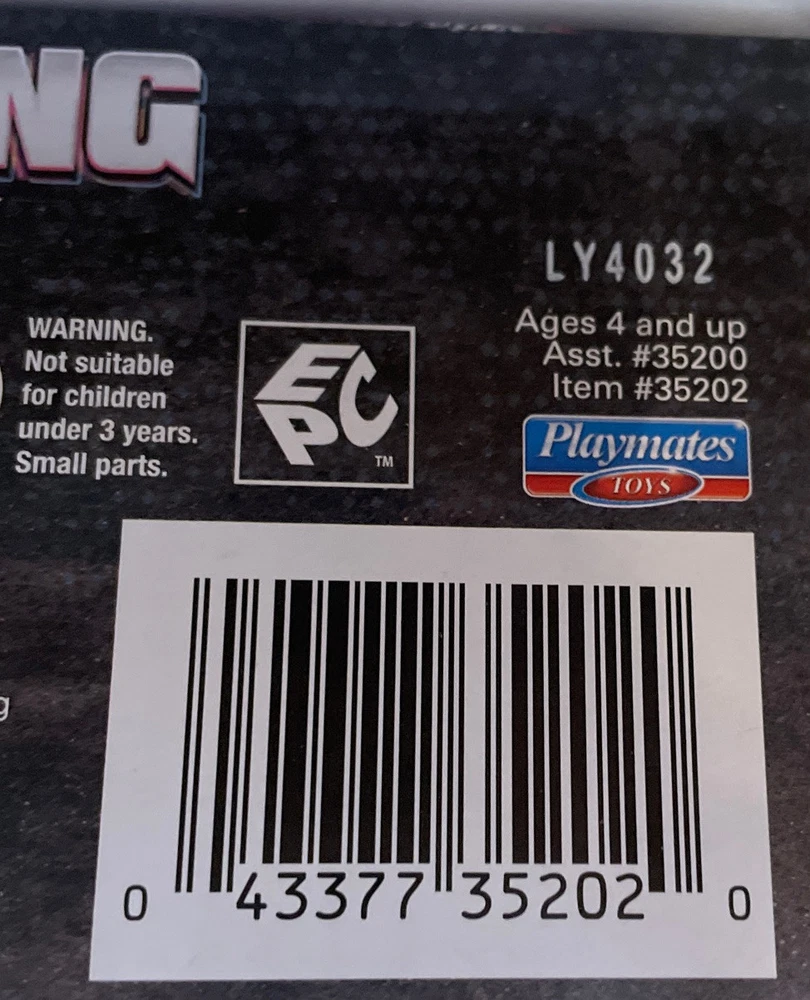 NG
LY4032
WARNING.
Not suitable
for children
under 3 years.
Small parts.
EPC
TM
Ages 4 and up
Asst. #35200
Item #35202
Playmates
TOYS
g
0 43377 35202 0